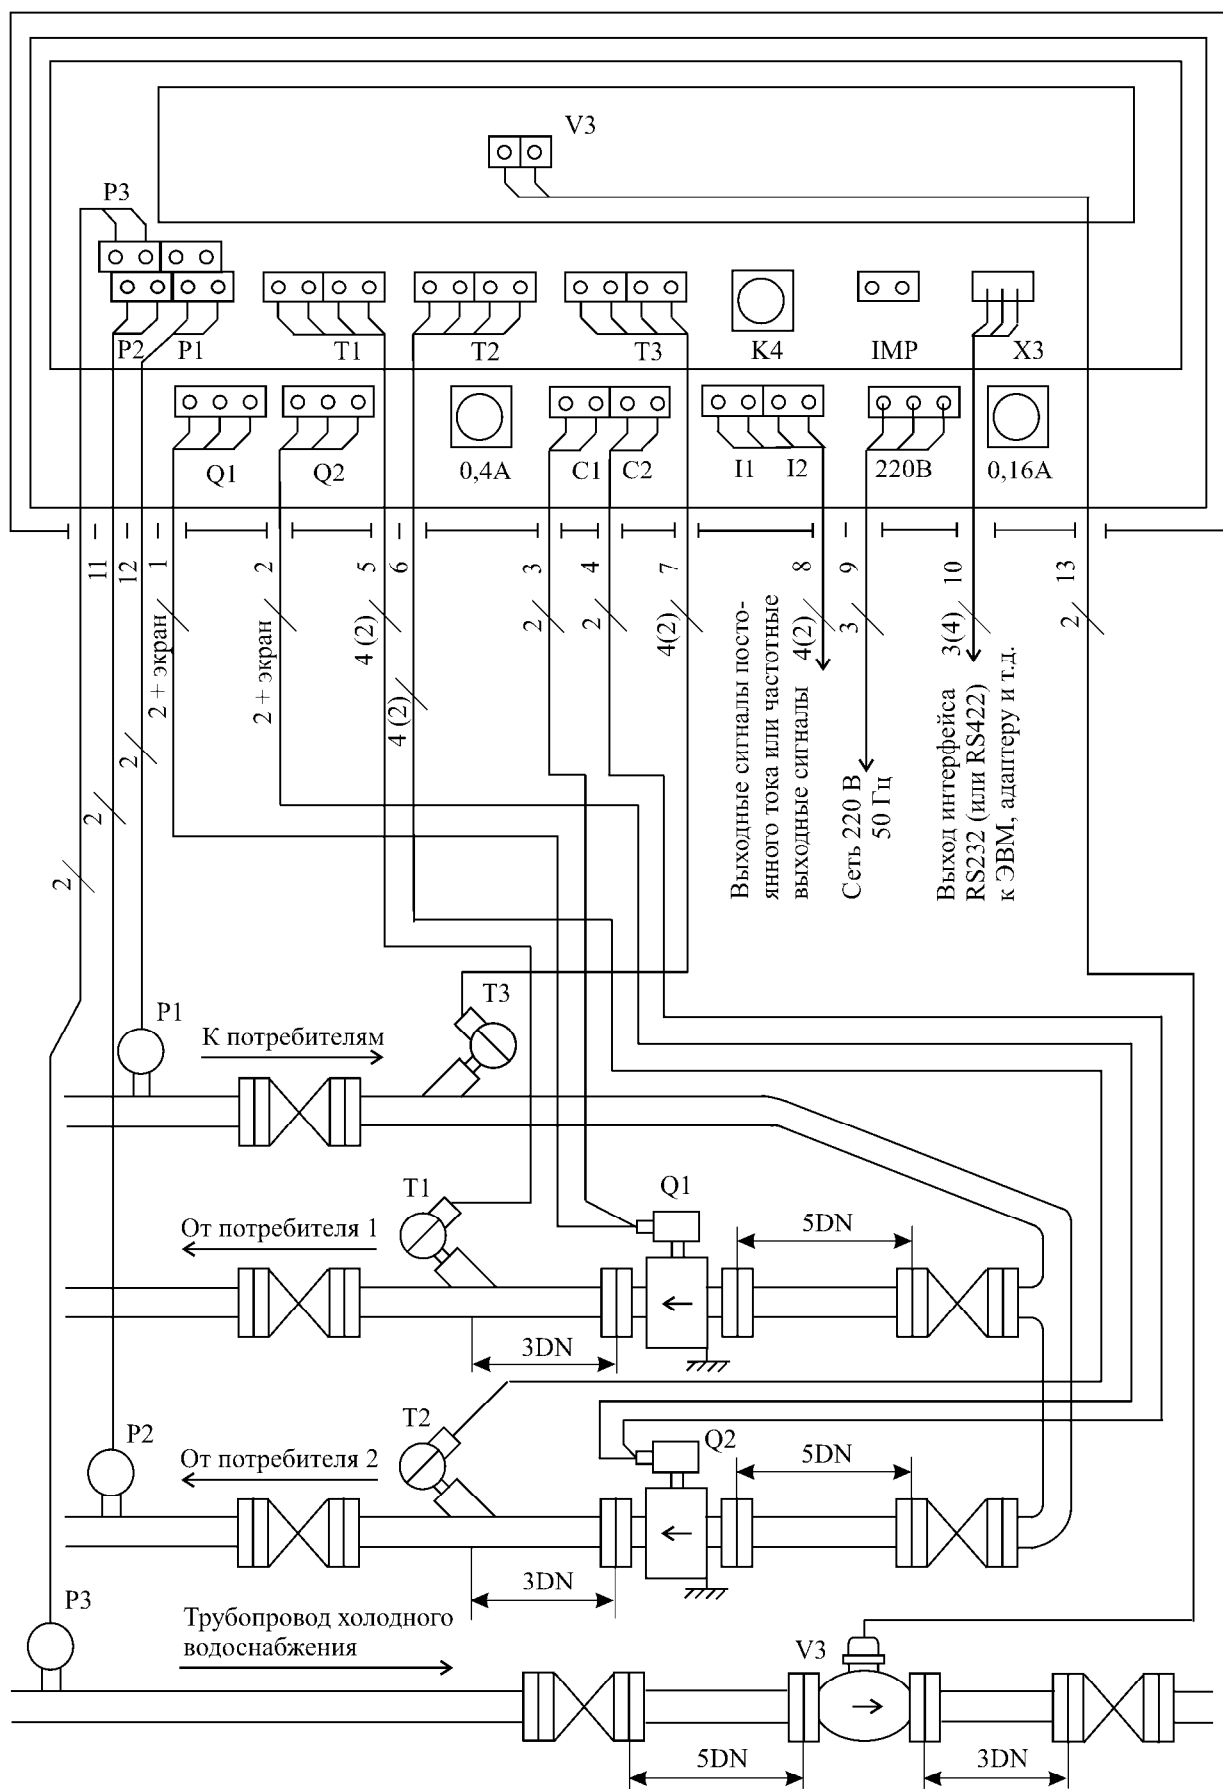 V3
P3
P2
P1
T1
T2
T3
K4
IMP
X3
Q1
Q2
0,4A
C1
C2
I1
I2
220В
0,16A
11
12
1
2
5
6
3
4
7
8
9
10
13
2 + экран
2 + экран
4 (2)
4 (2)
2
2
4(2)
4(2)
3
3(4)
2
2
2
2
Выходные сигналы посто-
янного тока или частотные
выходные сигналы
Сеть 220 В
50 Гц
Выход интерфейса
RS232 (или RS422)
к ЭВМ, адаптеру и т.д.
P1
T3
К потребителям
T1
Q1
От потребителя 1
5DN
3DN
P2
T2
Q2
От потребителя 2
5DN
3DN
P3
Трубопровод холодного
водоснабжения
V3
5DN
3DN